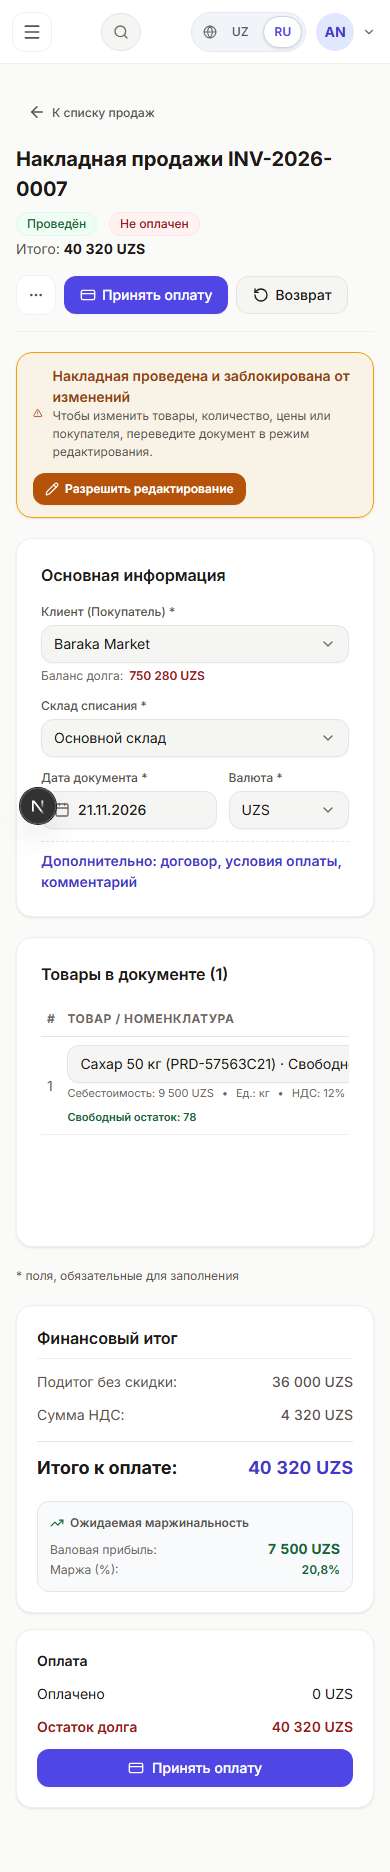 UZ
RU
AN
К списку продаж
Накладная продажи INV-2026-
0007
Проведён
Не оплачен
Итого: 40 320 UZS
Принять оплату
Возврат
Накладная проведена и заблокирована от
изменений
Чтобы изменить товары, количество, цены или
покупателя, переведите документ в режим
редактирования.
Разрешить редактирование
Основная информация
Клиент (Покупатель) *
Baraka Market
Баланс долга: 750 280 UZS
Склад списания *
Основной склад
Дата документа *
Валюта *
N
21.11.2026
UZS
Дополнительно: договор, условия оплаты,
комментарий
Товары в документе (1)
# ТОВАР / НОМЕНКЛАТУРА
Сахар 50 кг (PRD-57563C21) · Свободн
1
Себестоимость: 9 500 UZS • Ед.: кг • НДС: 12%
Свободный остаток: 78
* поля, обязательные для заполнения
Финансовый итог
Подитог без скидки: 36 000 UZS
Сумма НДС: 4 320 UZS
Итого к оплате: 40 320 UZS
Ожидаемая маржинальность
Валовая прибыль: 7 500 UZS
Маржа (%): 20,8%
Оплата
Оплачено 0 UZS
Остаток долга 40 320 UZS
Принять оплату